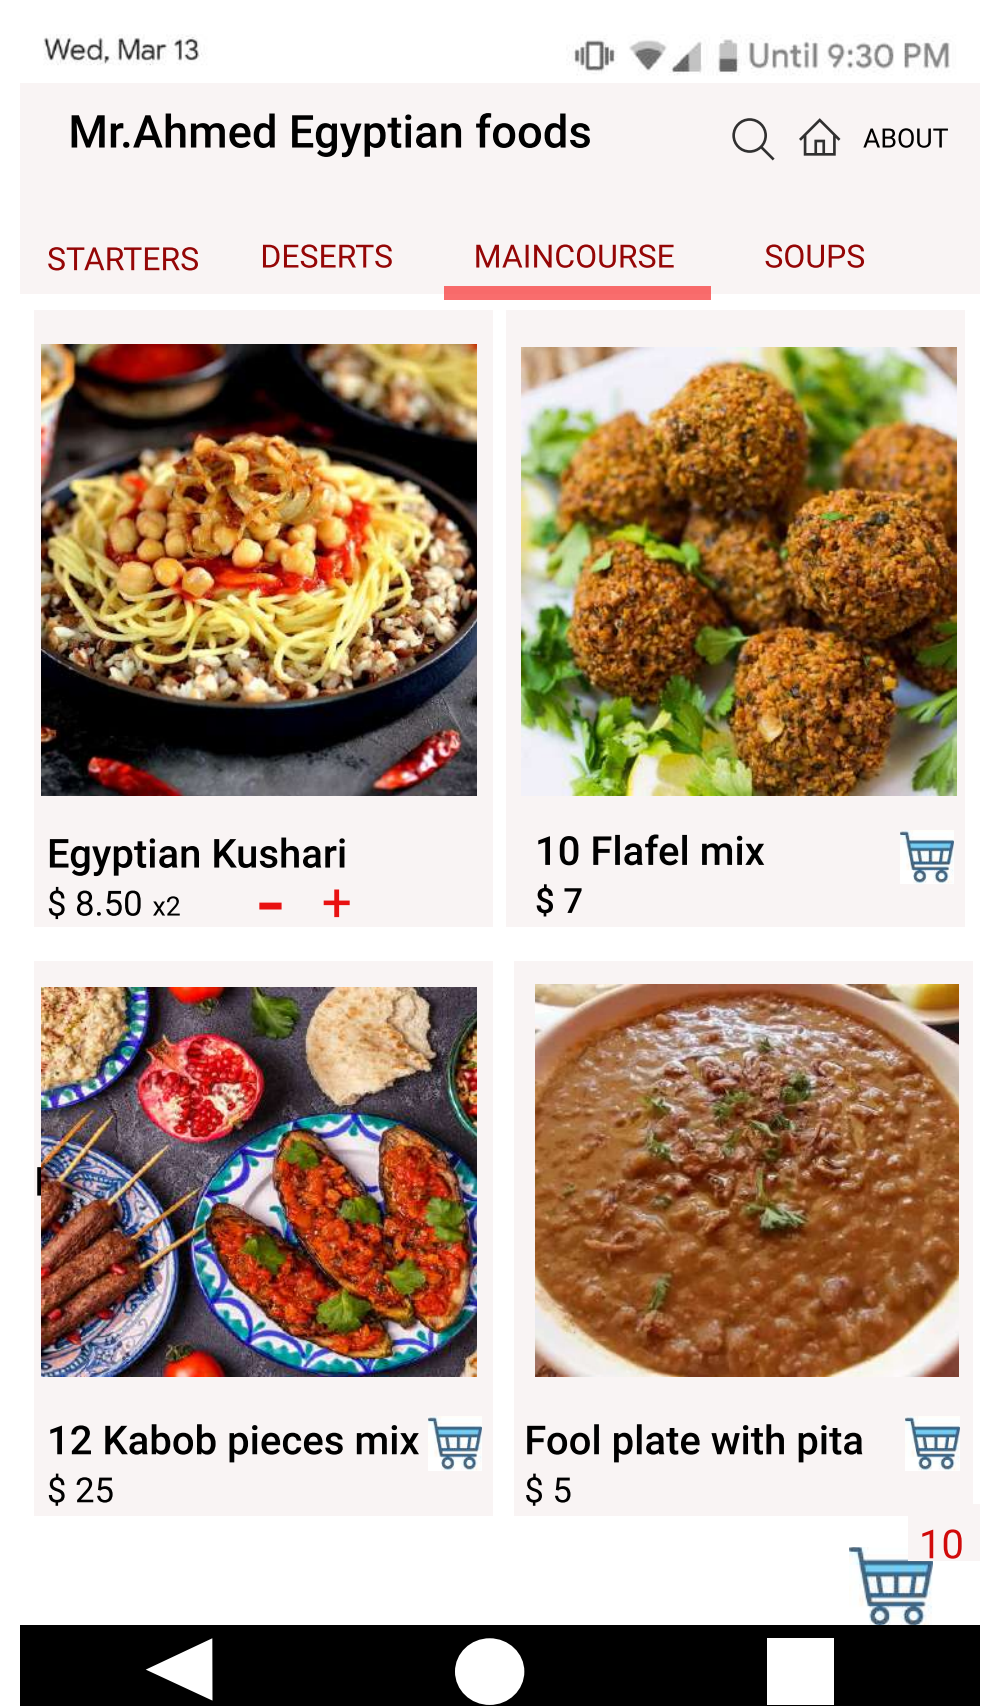 Wed, Mar 13
Until 9:30 PM
Mr.Ahmed Egyptian foods
ABOUT
STARTERS
DESERTS
MAINCOURSE
SOUPS
Egyptian Kushari
$ 8.50 x2
- +
10 Flafel mix
$ 7
12 Kabob pieces mix
$ 25
Fool plate with pita
$ 5
10